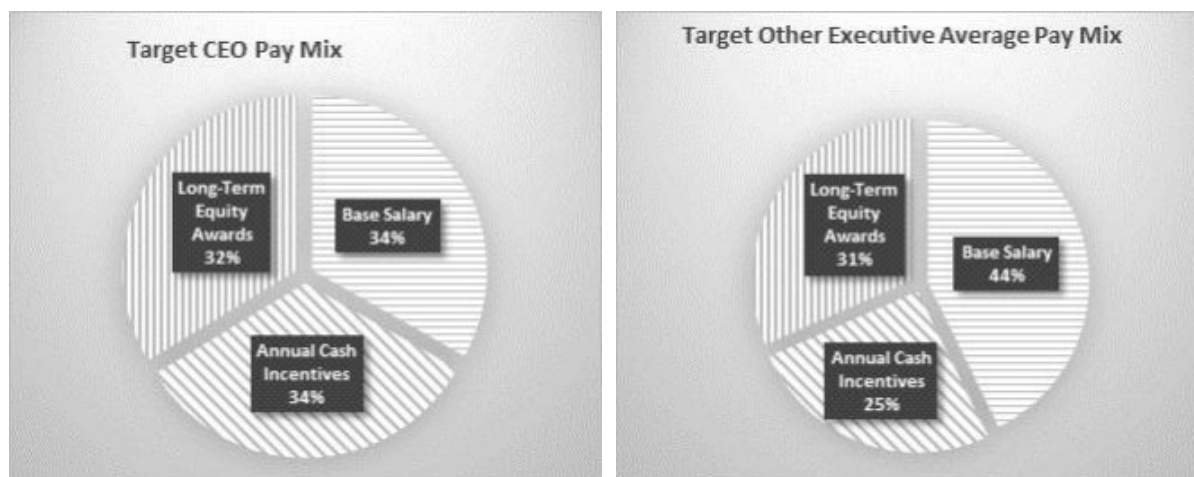 Target CEO Pay Mix
Long-Term
Equity
Awards
32%
Base Salary
34%
Annual Cash
Incentives
34%
Target Other Executive Average Pay Mix
Long-Term
Equity
Awards
31%
Base Salary
44%
Annual Cash
Incentives
25%